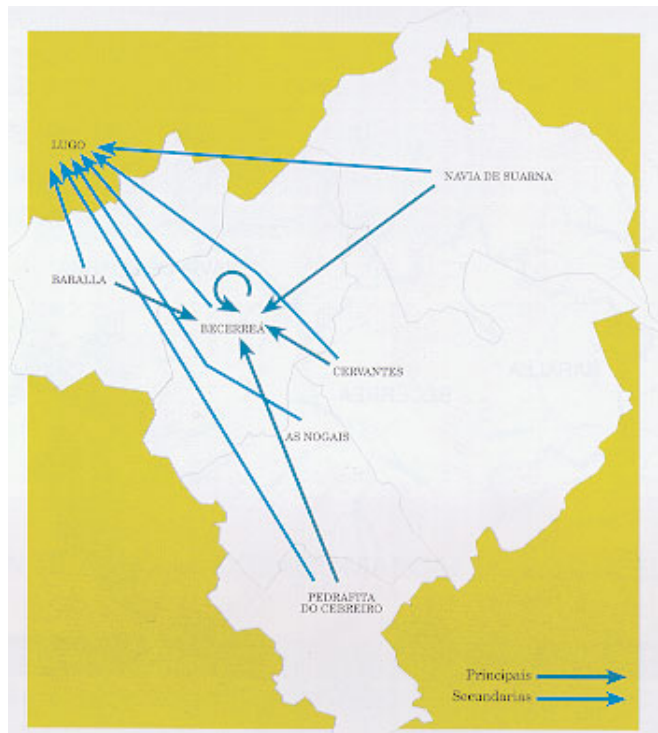 LUGO
NAVIA DE SUARNA
BARALLA
BECERREÁ
CERVANTES
AS NOGAIS
PEDRAFITA
DO CEBREIRO
Principais
Secundarias